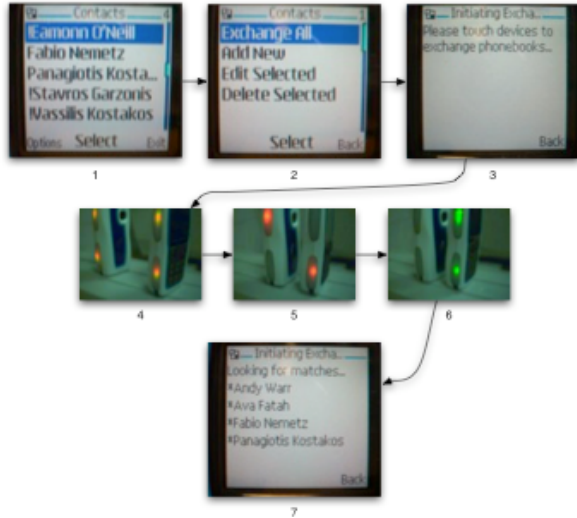 Contacts 4
!Eamonn O'Neill
Fabio Nemetz
Panagiotis Kosta...
!Stavros Garzonis
!Vassilis Kostakos
Options Select Exit
1
Contacts 1
Exchange All
Add New
Edit Selected
Delete Selected
Select Back
2
Initiating Excha...
Please touch devices to
exchange phonebooks...
Back
3
4
5
6
Initiating Excha...
Looking for matches...
*Andy Warr
*Ava Fatah
*Fabio Nemetz
*Panagiotis Kostakos
Back
7